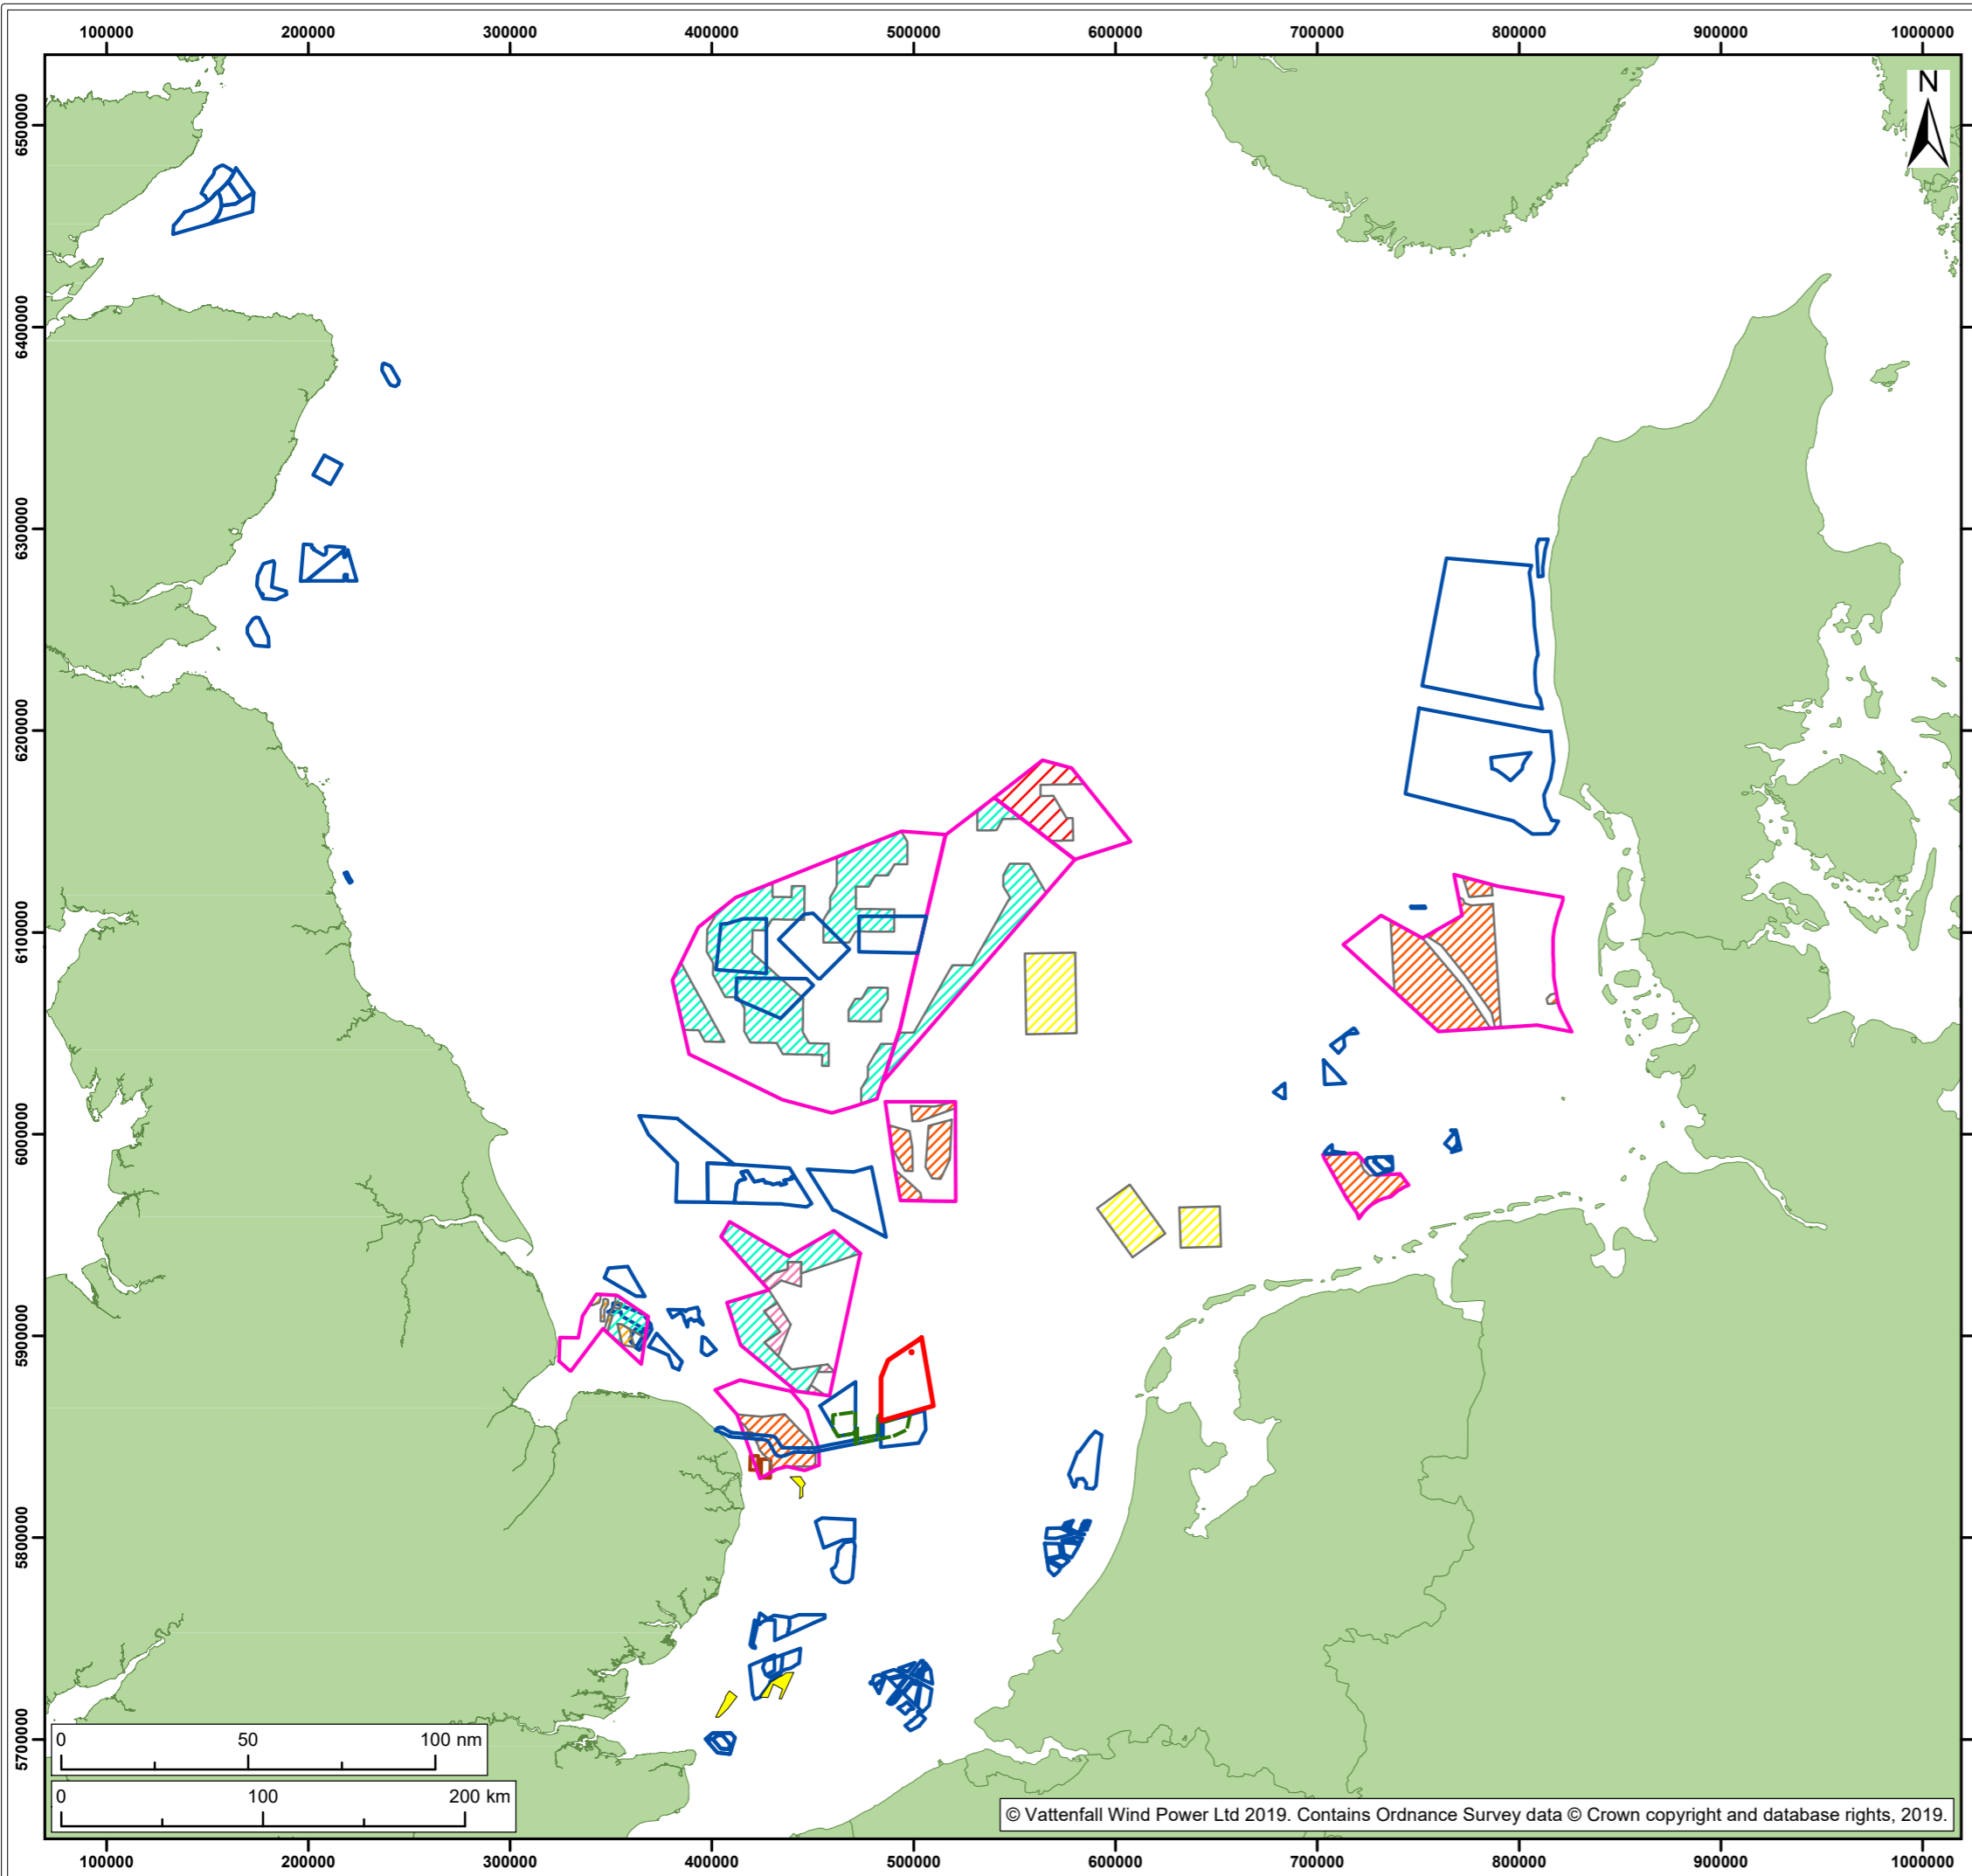 100000 200000 300000 400000 500000 600000 700000 800000 900000 1000000
N
6500000
6400000
6300000
6200000
6100000
6000000
5900000
5800000
5700000
0 50 100 nm
0 100 200 km
© Vattenfall Wind Power Ltd 2019. Contains Ordnance Survey data © Crown copyright and database rights, 2019.
100000 200000 300000 400000 500000 600000 700000 800000 900000 1000000